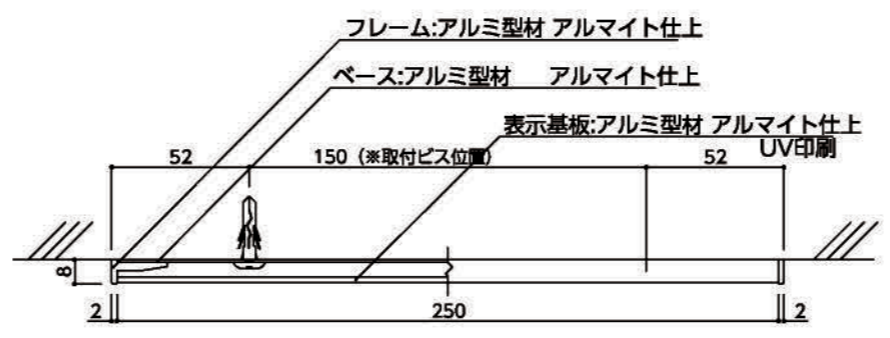 フレーム:アルミ型材 アルマイト仕上
ベース:アルミ型材 アルマイト仕上
表示基板:アルミ型材 アルマイト仕上
UV印刷
52 150（※取付ビス位置） 52
8
2 250 2